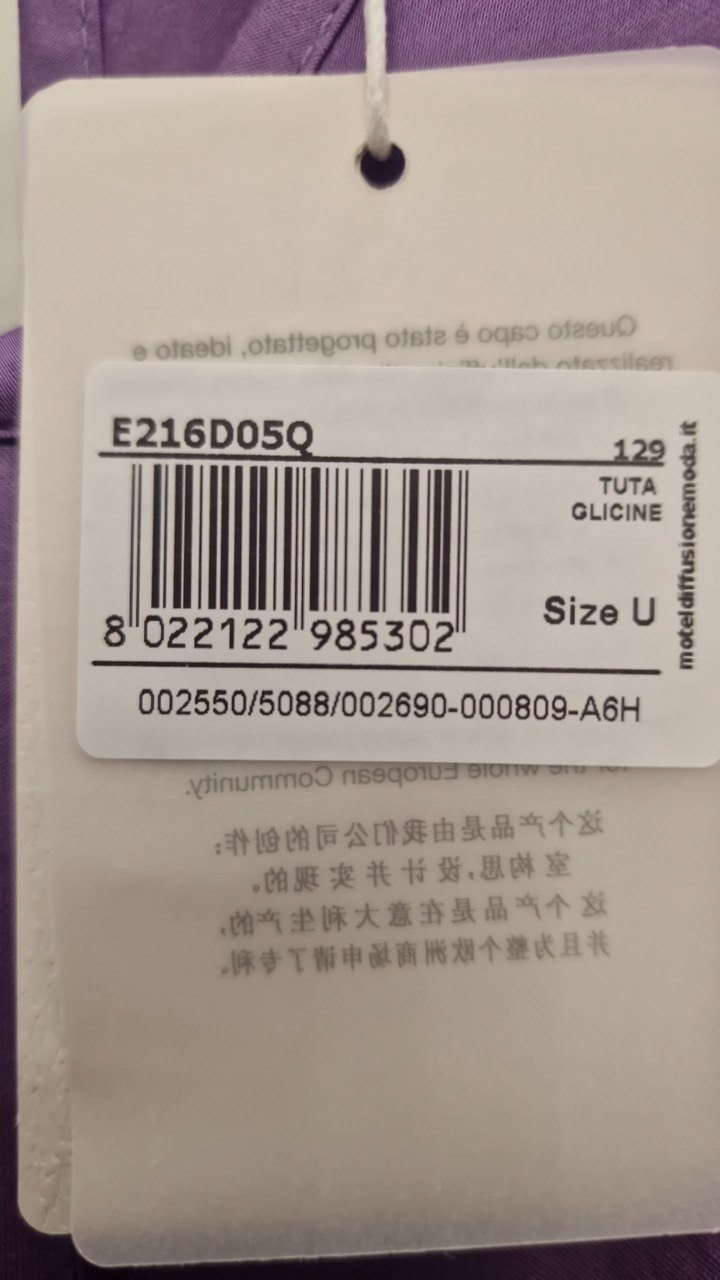 Questo capo è stato progettato, ideato e
realizzato dall'uffi
E216D05Q
129
TUTA
GLICINE
Size U
moteldiffusionemoda.it
8 022122 985302
002550/5088/002690-000809-A6H
for the whole European Community.
这个产品是由我们公司的创作:
室构思,设计并实现的。
这个产品是在意大利生产的,
并且为整个欧洲商场申请了专利。